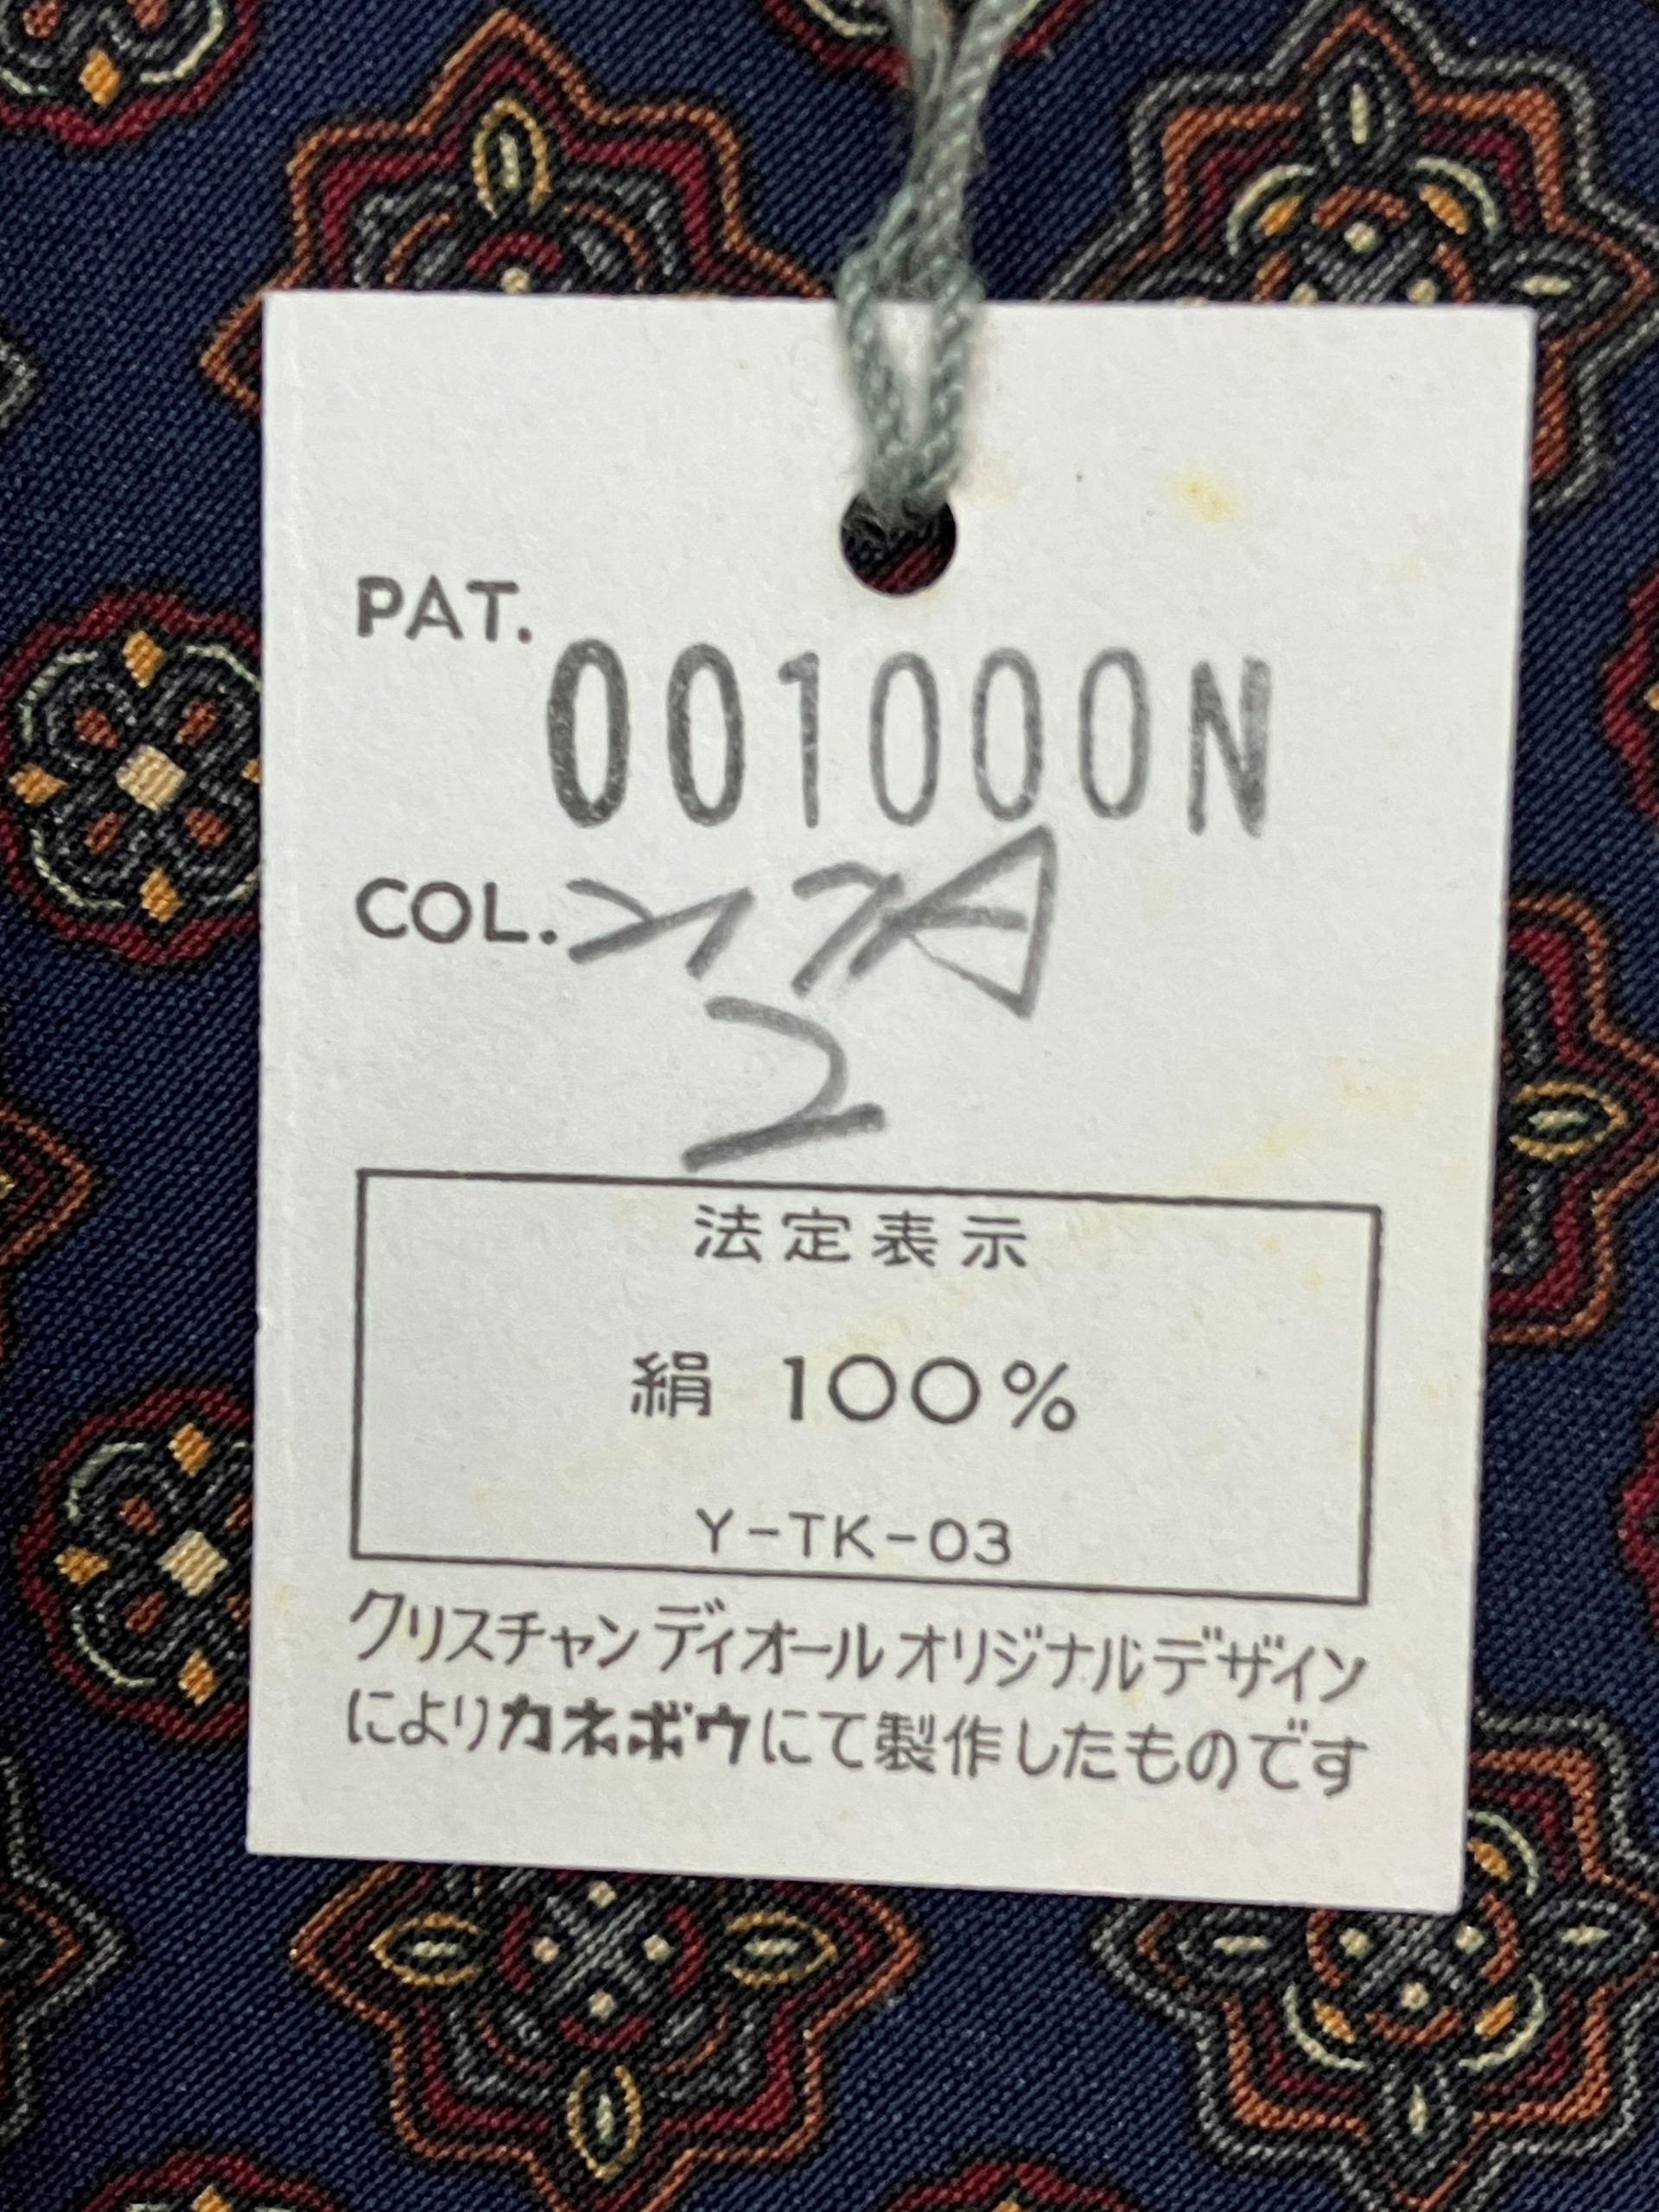 PAT. 001000N
COL.
2
法定表示
絹 100%
Y-TK-03
クリスチャン ディオール オリジナルデザイン
によりカネボウにて製作したものです